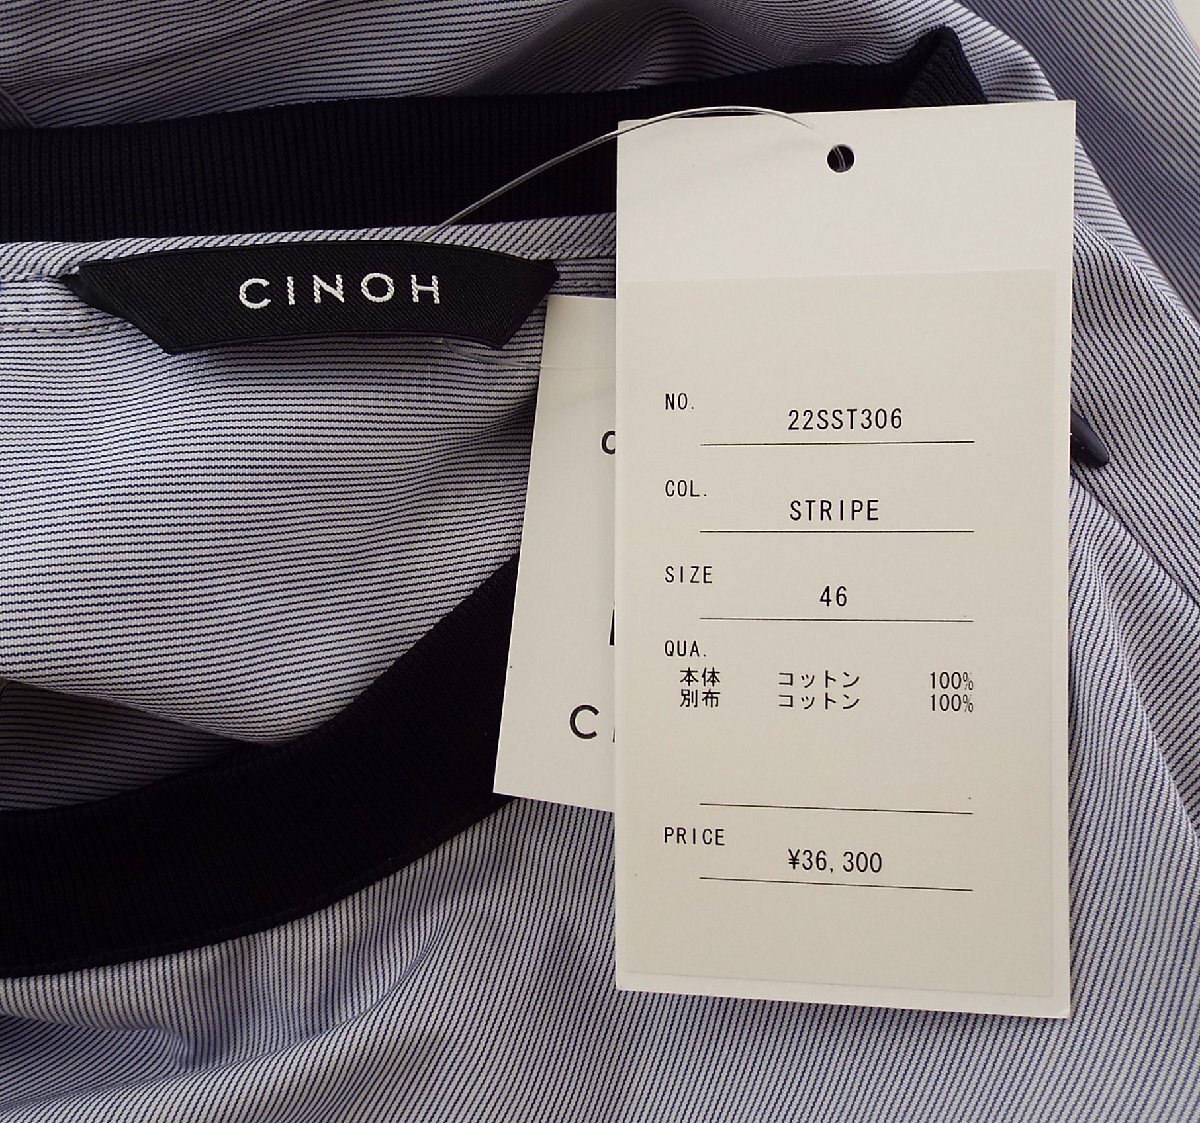 CINOH
NO.
22SST306
COL.
STRIPE
SIZE
46
QUA.
本体 コットン 100%
別布 コットン 100%
PRICE
¥36,300